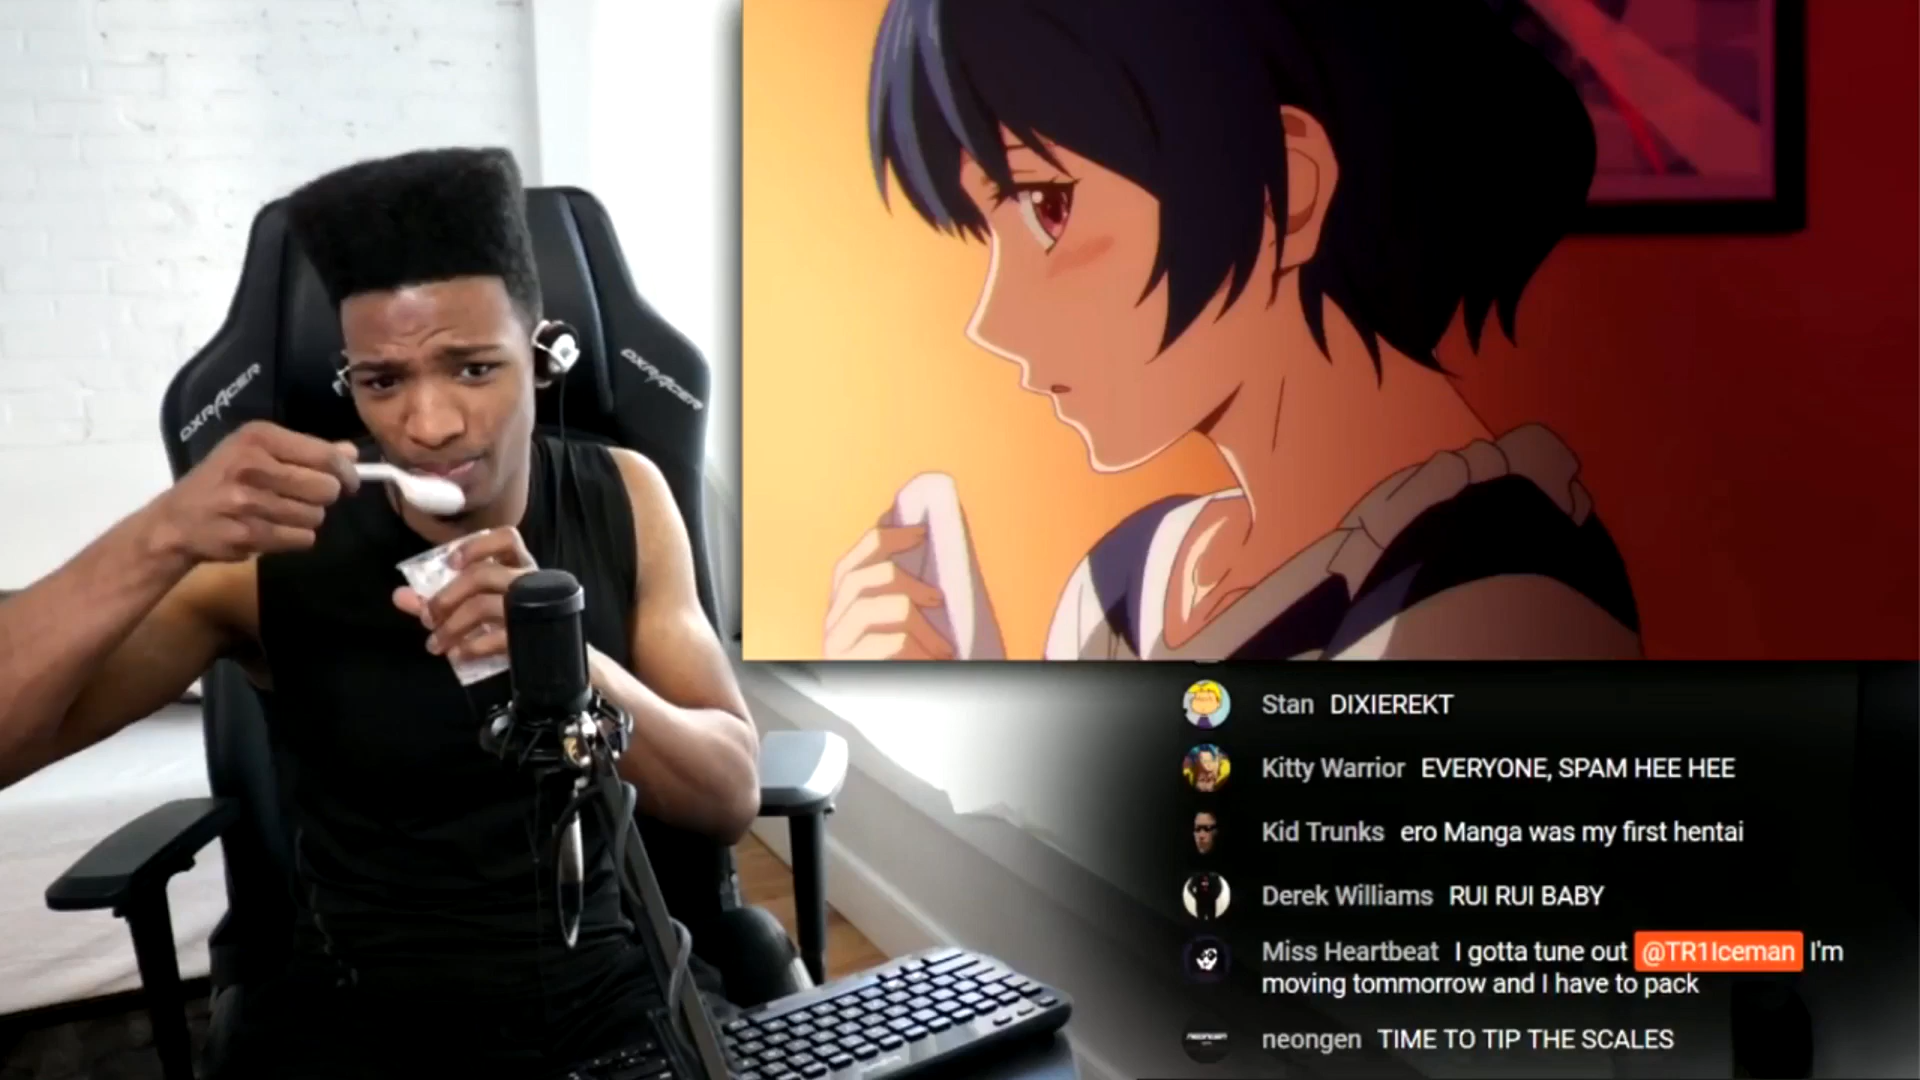 DXRACER
DXRACER
Stan DIXIEREKT
Kitty Warrior EVERYONE, SPAM HEE HEE
Kid Trunks ero Manga was my first hentai
Derek Williams RUI RUI BABY
Miss Heartbeat I gotta tune out @TR1Iceman I'm
moving tommorrow and I have to pack
neongen TIME TO TIP THE SCALES